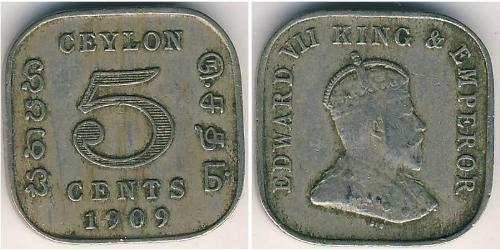 CEYLON
5
CENTS
1909
EDWARD VII KING & EMPEROR